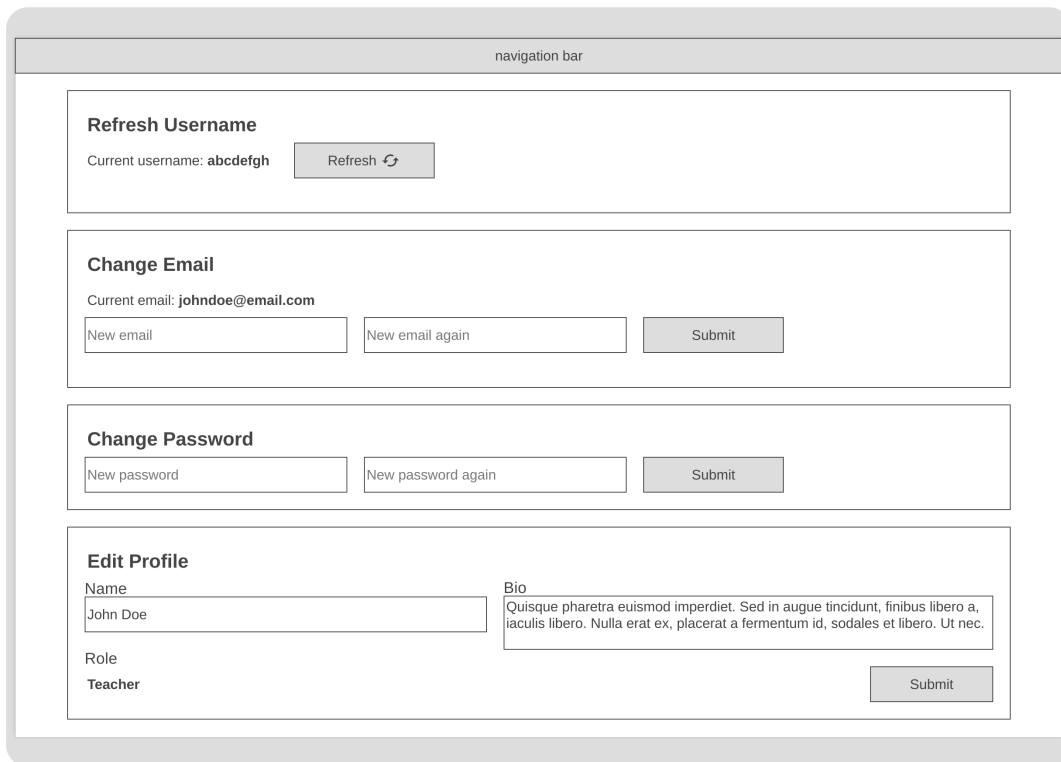 navigation bar
Refresh Username
Current username: abcdefgh
Refresh
Change Email
Current email: johndoe@email.com
New email
New email again
Submit
Change Password
New password
New password again
Submit
Edit Profile
Name
John Doe
Bio
Quisque pharetra euismod imperdiet. Sed in augue tincidunt, finibus libero a,
iaculis libero. Nulla erat ex, placerat a fermentum id, sodales et libero. Ut nec.
Role
Teacher
Submit